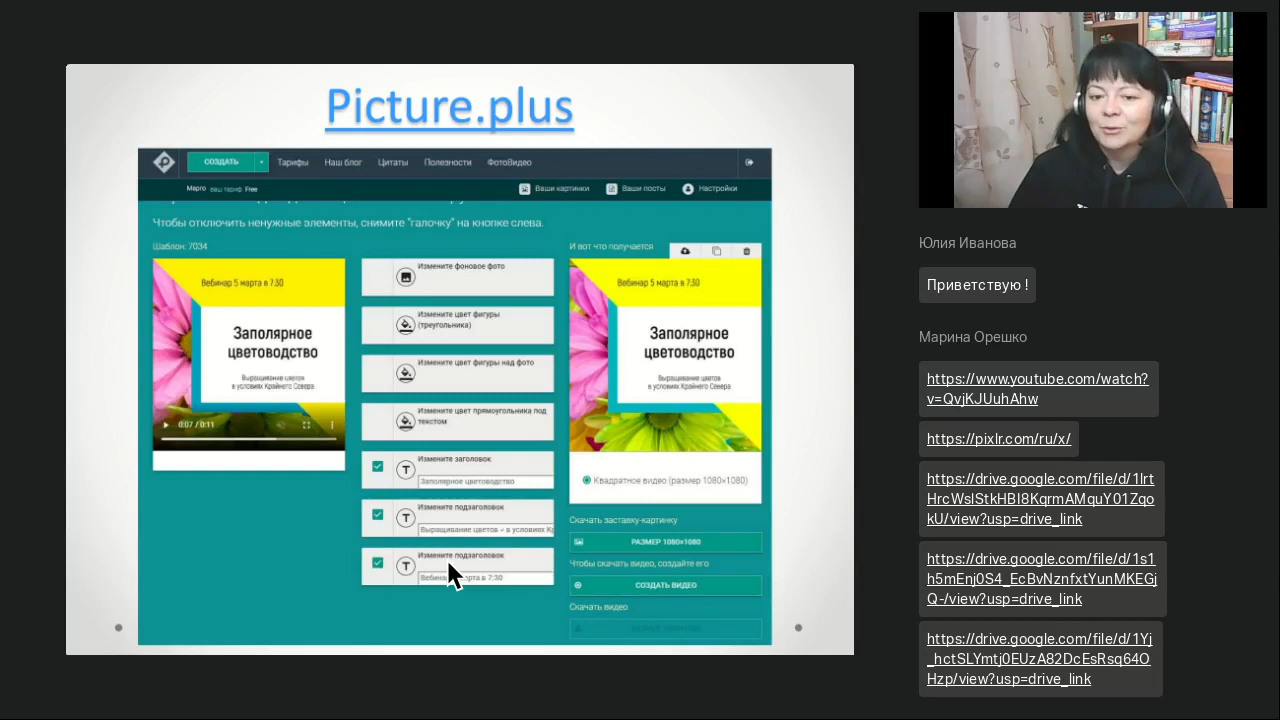 Picture.plus
СОЗДАТЬ Тарифы Наш блог Цитаты Полезности ФотоВидео
Марго ваш тариф Free Ваши картинки Ваши посты Настройки
Чтобы отключить ненужные элементы, снимите "галочку" на кнопке слева.
Шаблон: 7034
Вебинар 5 марта в 7.30
Заполярное
цветоводство
Выращивание цветов
в условиях Крайнего Севера
0:07 / 0:11
Измените фоновое фото
Измените цвет фигуры
(треугольника)
Измените цвет фигуры над фото
Измените цвет прямоугольника под
текстом
Измените заголовок
Заполярное цветоводство
Измените подзаголовок
Выращивание цветов - в условиях Кр
Измените подзаголовок
Вебина рта в 7:30
И вот что получается
Вебинар 5 марта в 7.30
Заполярное
цветоводство
Выращивание цветов
в условиях Крайнего Севера
Квадратное видео (размер 1080×1080)
Скачать заставку-картинку
РАЗМЕР 1080×1080
Чтобы скачать видео, создайте его
СОЗДАТЬ ВИДЕО
Скачать видео
Юлия Иванова
Приветствую !
Марина Орешко
https://www.youtube.com/watch?
v=QvjKJUuhAhw
https://pixlr.com/ru/x/
https://drive.google.com/file/d/1lrt
HrcWsIStkHBI8KqrmAMquY01Zqo
kU/view?usp=drive_link
https://drive.google.com/file/d/1s1
h5mEnj0S4_EcBvNznfxtYunMKEGj
Q-/view?usp=drive_link
https://drive.google.com/file/d/1Yj
_hctSLYmtj0EUzA82DcEsRsq64O
Hzp/view?usp=drive_link